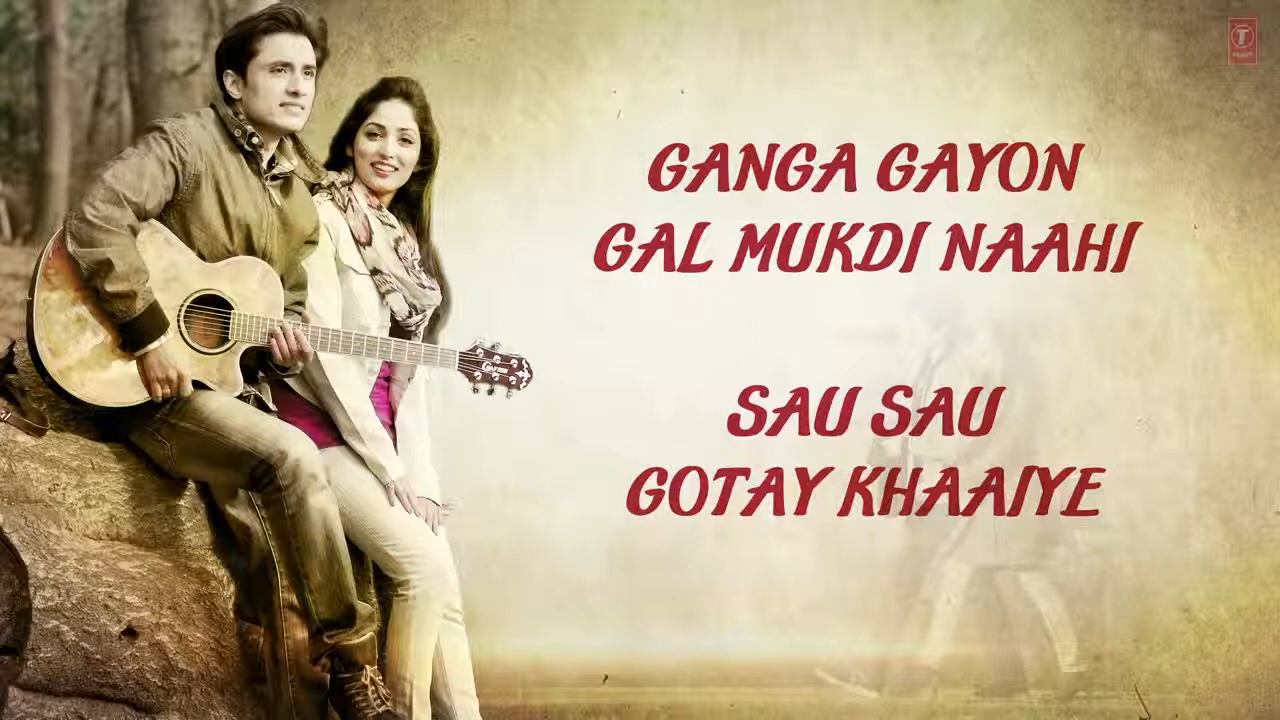 GANGA GAYON
GAL MUKDI NAAHI
SAU SAU
GOTAY KHAAIYE